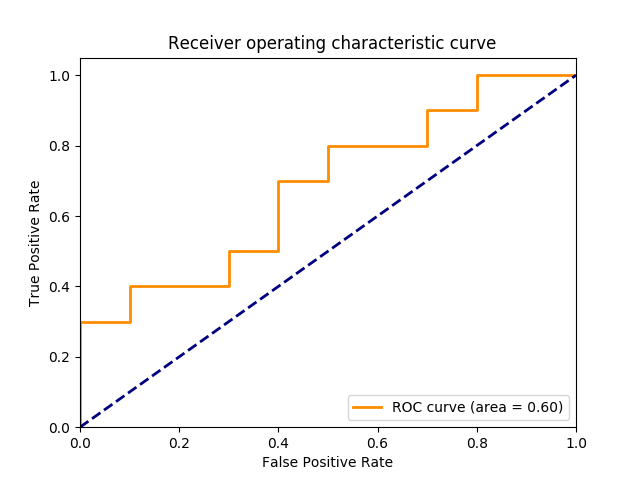 Receiver operating characteristic curve
True Positive Rate
1.0
0.8
0.6
0.4
0.2
0.0
ROC curve (area = 0.60)
0.0 0.2 0.4 0.6 0.8 1.0
False Positive Rate